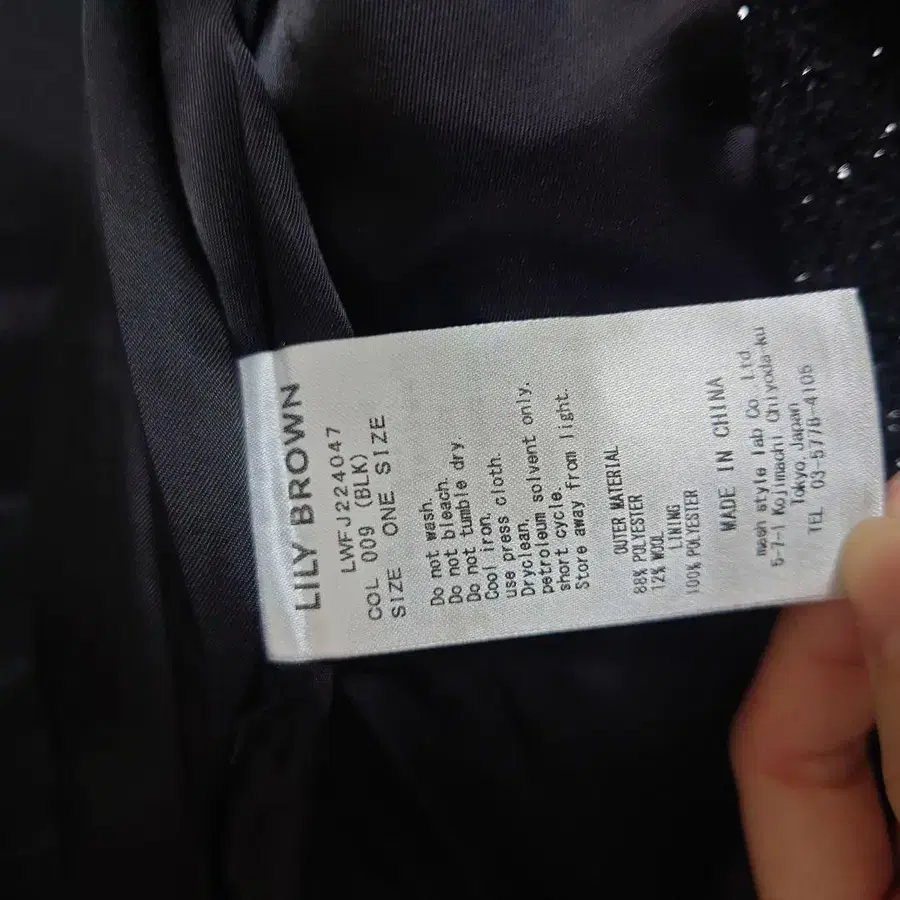 LILY BROWN
LWFJ224047
COL 009 (BLK)
SIZE ONE SIZE
Do not wash.
Do not bleach.
Do not tumble dry
Cool iron,
use press cloth.
Dryclean,
petroleum solvent only.
short cycle.
Store away from light.
OUTER MATERIAL
88% POLYESTER
12% WOOL
LINING
100% POLYESTER
MADE IN CHINA
mash style lab Co.,Ltd.
5-7-1 Kojimachi Chiyoda-ku
Tokyo,Japan
TEL 03-5778-4106